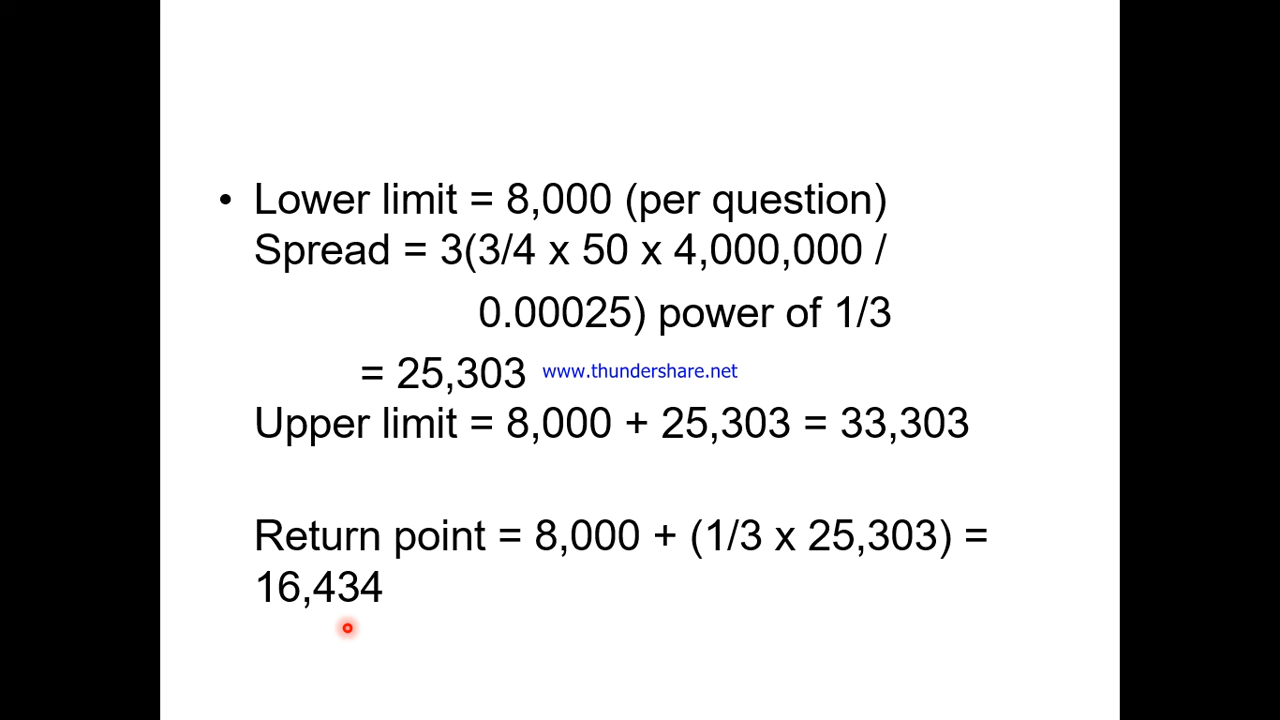 • Lower limit = 8,000 (per question)
Spread = 3(3/4 x 50 x 4,000,000 /
0.00025) power of 1/3
= 25,303 www.thundershare.net
Upper limit = 8,000 + 25,303 = 33,303
Return point = 8,000 + (1/3 x 25,303) =
16,434